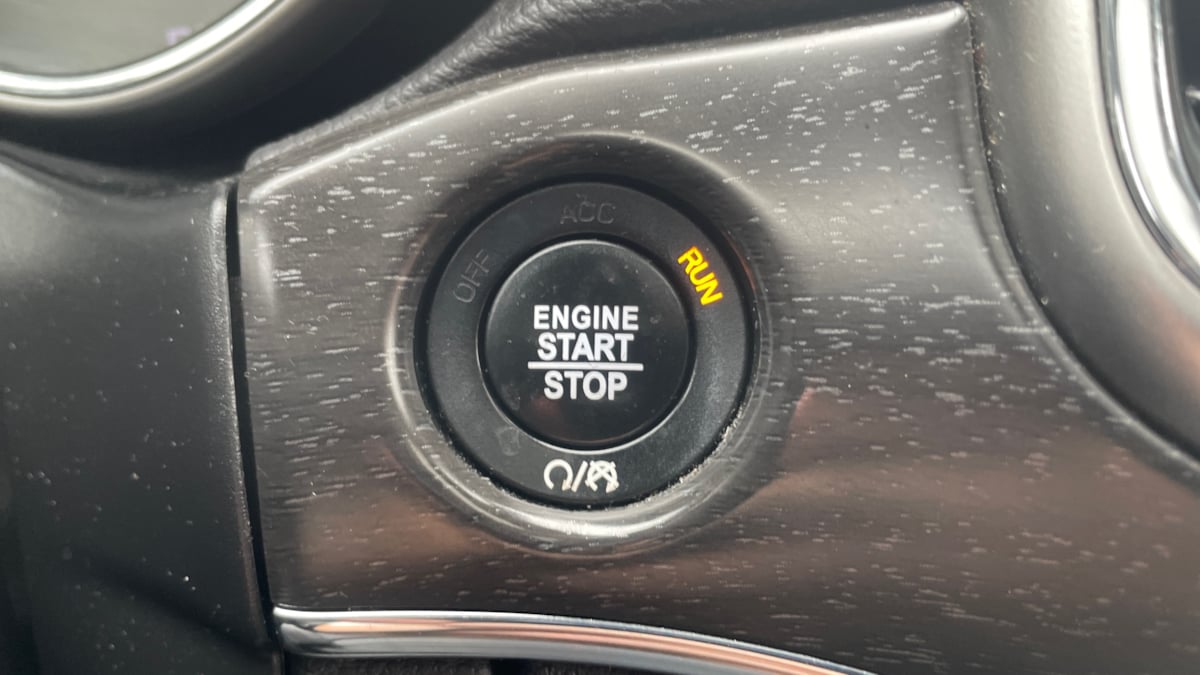 ACC
OFF
RUN
ENGINE
START
STOP